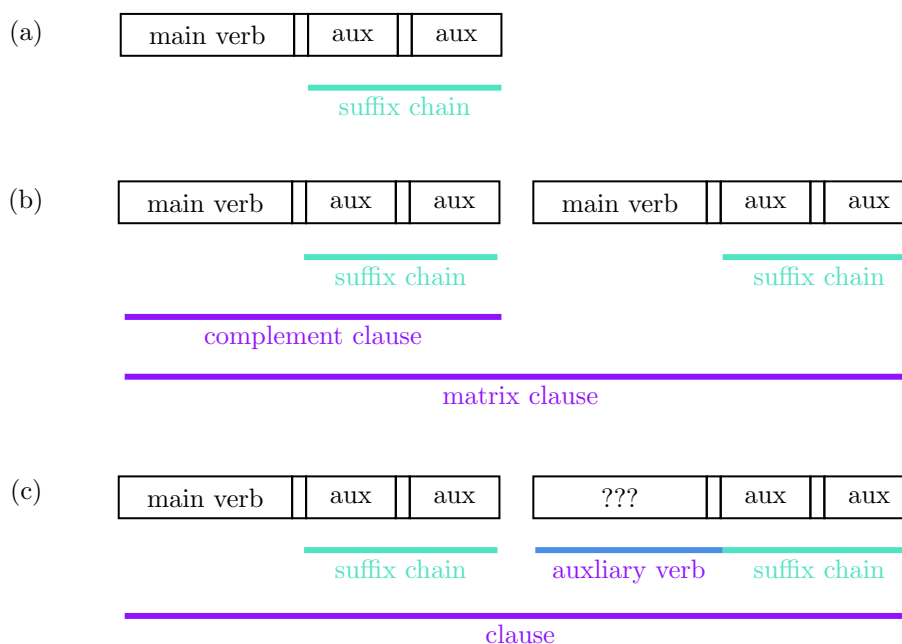 (a) main verb aux aux
suffix chain
(b) main verb aux aux main verb aux aux
suffix chain suffix chain
complement clause
matrix clause
(c) main verb aux aux ??? aux aux
suffix chain auxliary verb suffix chain
clause